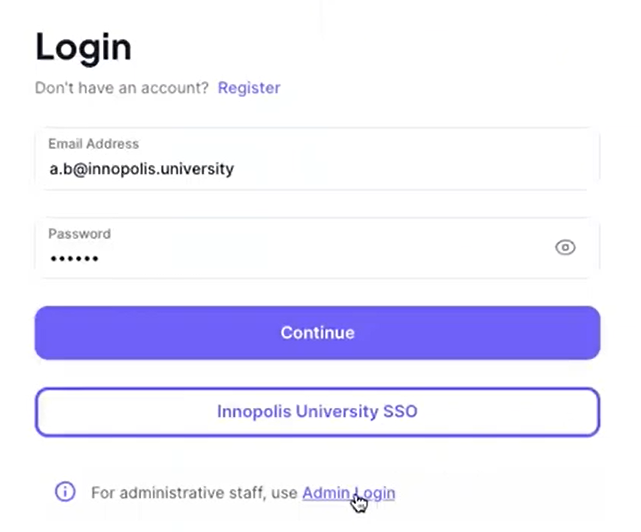 Login
Don't have an account? Register
Email Address
a.b@innopolis.university
Password
••••••
Continue
Innopolis University SSO
For administrative staff, use Admin Login